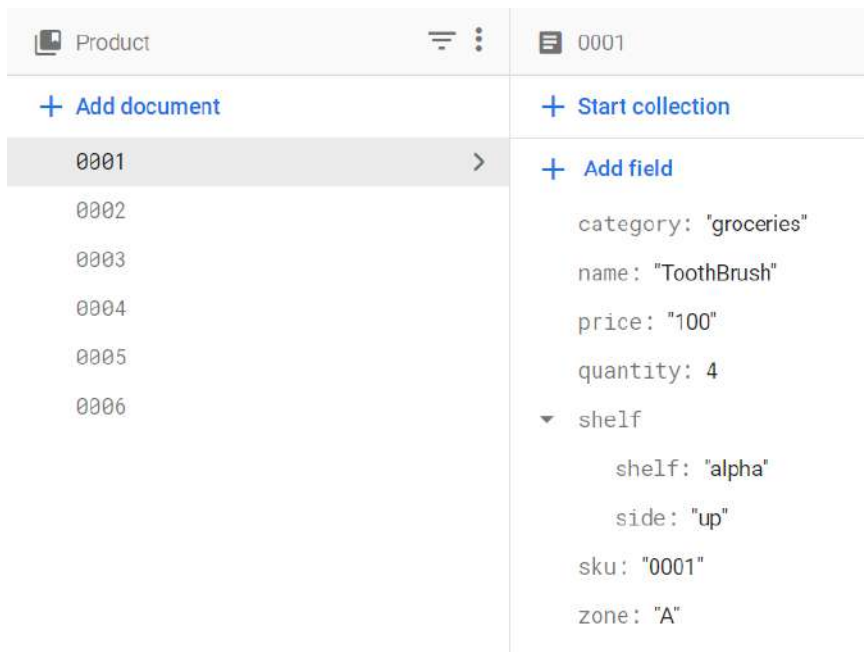 Product
+ Add document
0001
0002
0003
0004
0005
0006
0001
+ Start collection
+ Add field
category: "groceries"
name: "ToothBrush"
price: "100"
quantity: 4
shelf
shelf: "alpha"
side: "up"
sku: "0001"
zone: "A"